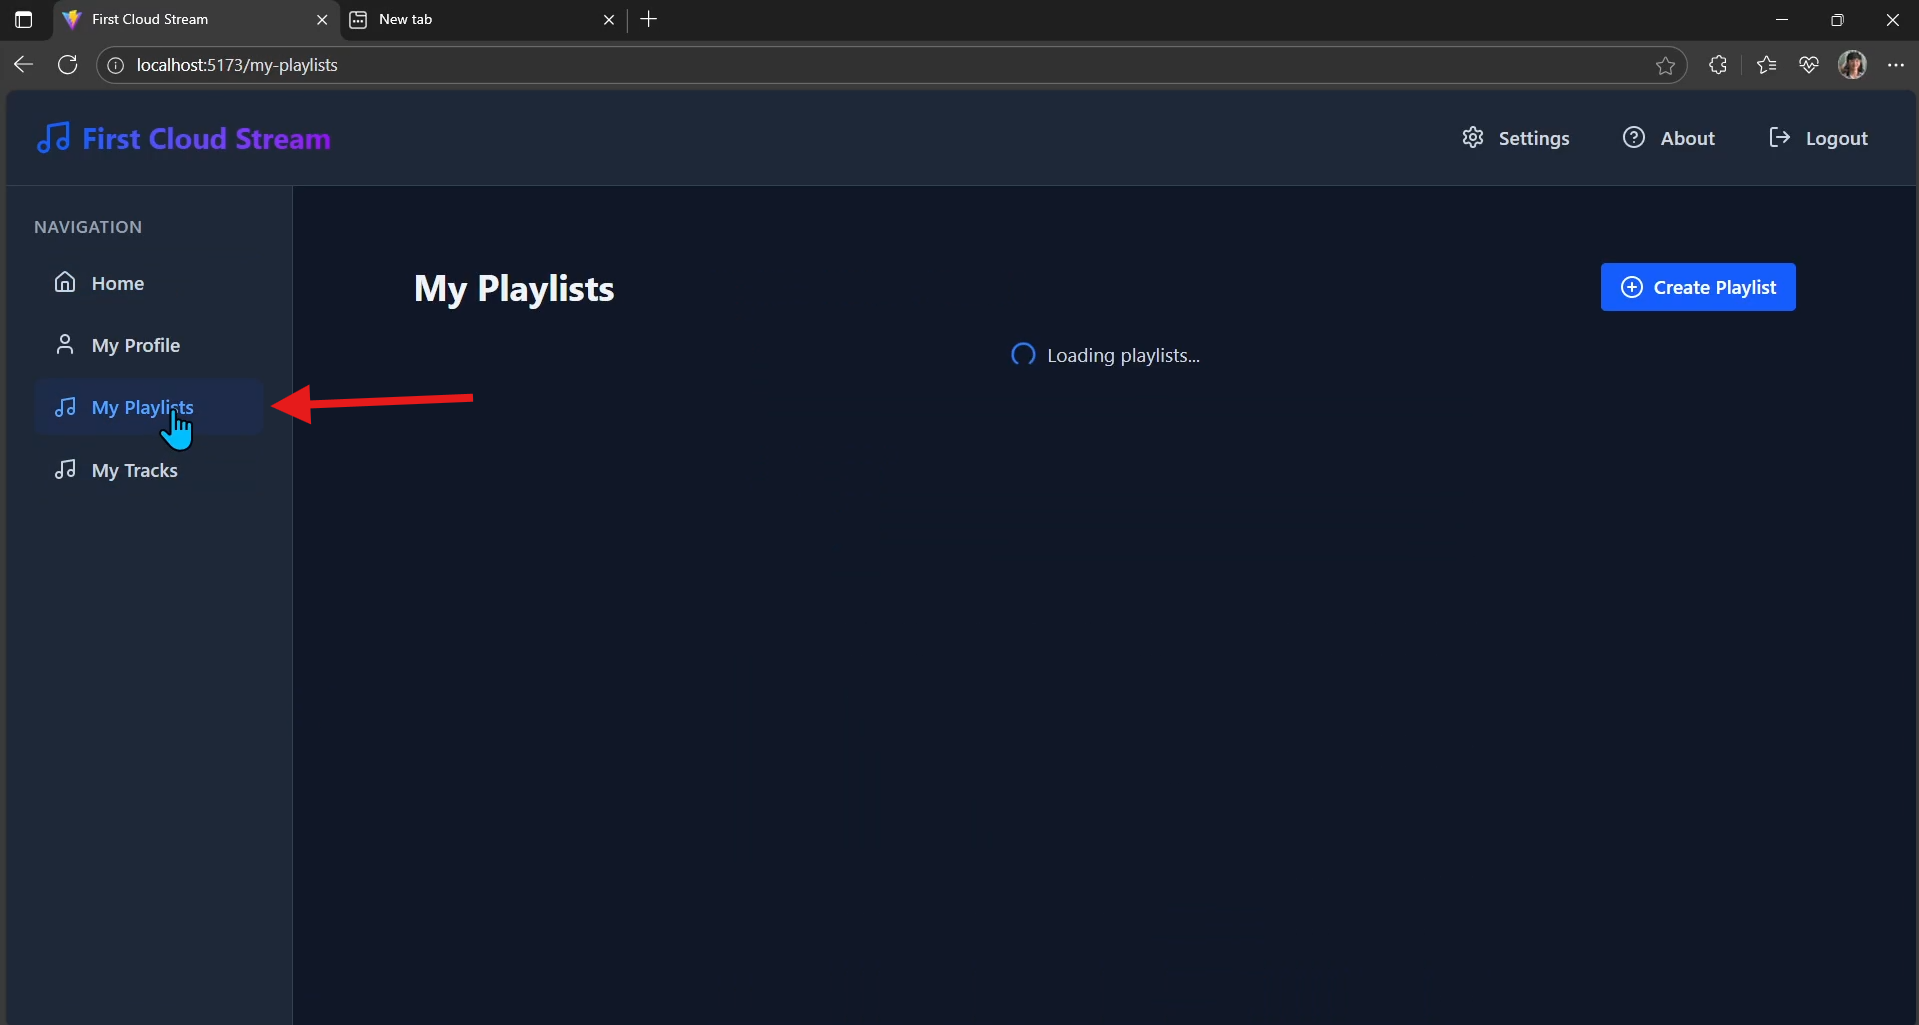 First Cloud Stream
New tab
localhost:5173/my-playlists
First Cloud Stream
Settings
About
Logout
NAVIGATION
Home
My Profile
My Playlists
My Tracks
My Playlists
Create Playlist
Loading playlists...